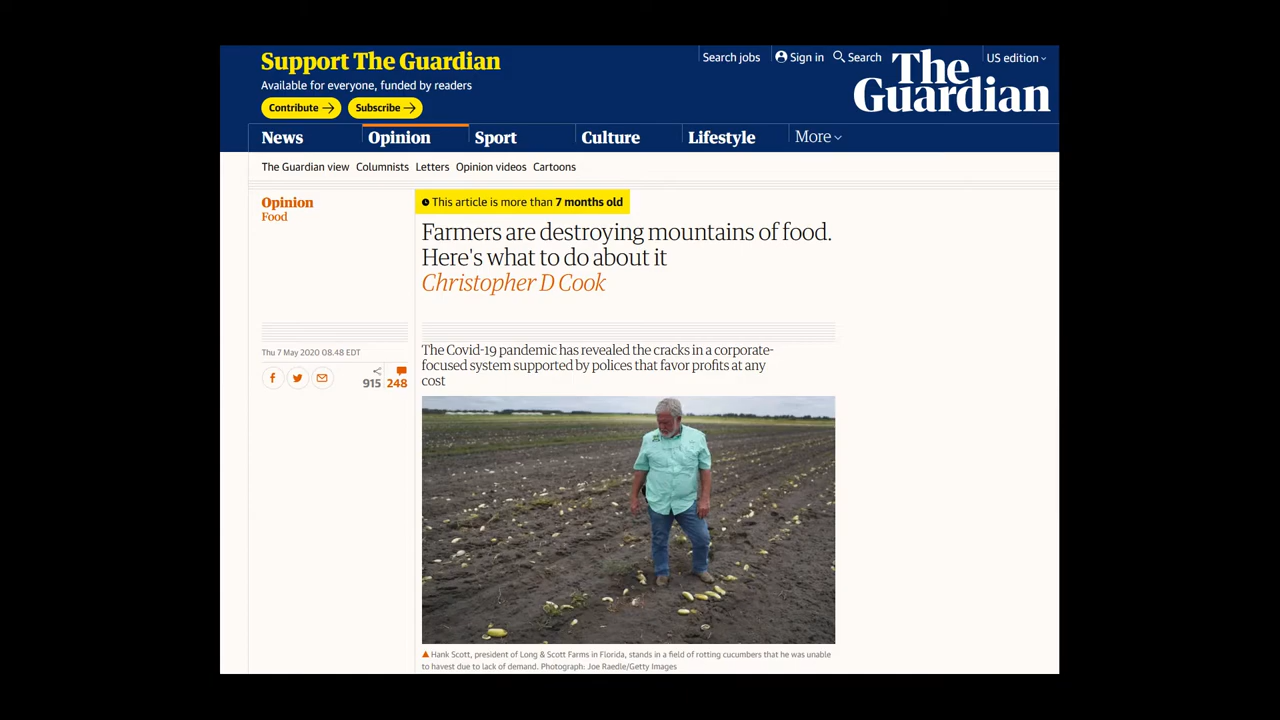 Support The Guardian
Available for everyone, funded by readers
Contribute
Subscribe
Search jobs
Sign in
Search
US edition
The
Guardian
News
Opinion
Sport
Culture
Lifestyle
More
The Guardian view
Columnists
Letters
Opinion videos
Cartoons
Opinion
Food
This article is more than 7 months old
Farmers are destroying mountains of food.
Here's what to do about it
Christopher D Cook
Thu 7 May 2020 08.48 EDT
915
248
The Covid-19 pandemic has revealed the cracks in a corporate-
focused system supported by polices that favor profits at any
cost
Hank Scott, president of Long & Scott Farms in Florida, stands in a field of rotting cucumbers that he was unable
to havest due to lack of demand. Photograph: Joe Raedle/Getty Images